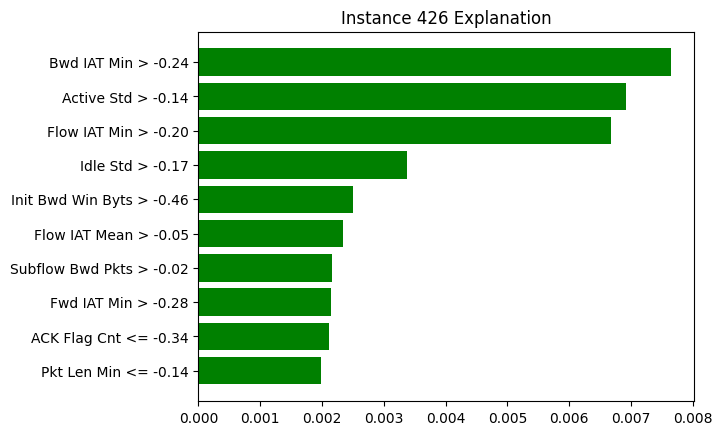 Instance 426 Explanation
Bwd IAT Min > -0.24
Active Std > -0.14
Flow IAT Min > -0.20
Idle Std > -0.17
Init Bwd Win Byts > -0.46
Flow IAT Mean > -0.05
Subflow Bwd Pkts > -0.02
Fwd IAT Min > -0.28
ACK Flag Cnt <= -0.34
Pkt Len Min <= -0.14
0.000 0.001 0.002 0.003 0.004 0.005 0.006 0.007 0.008